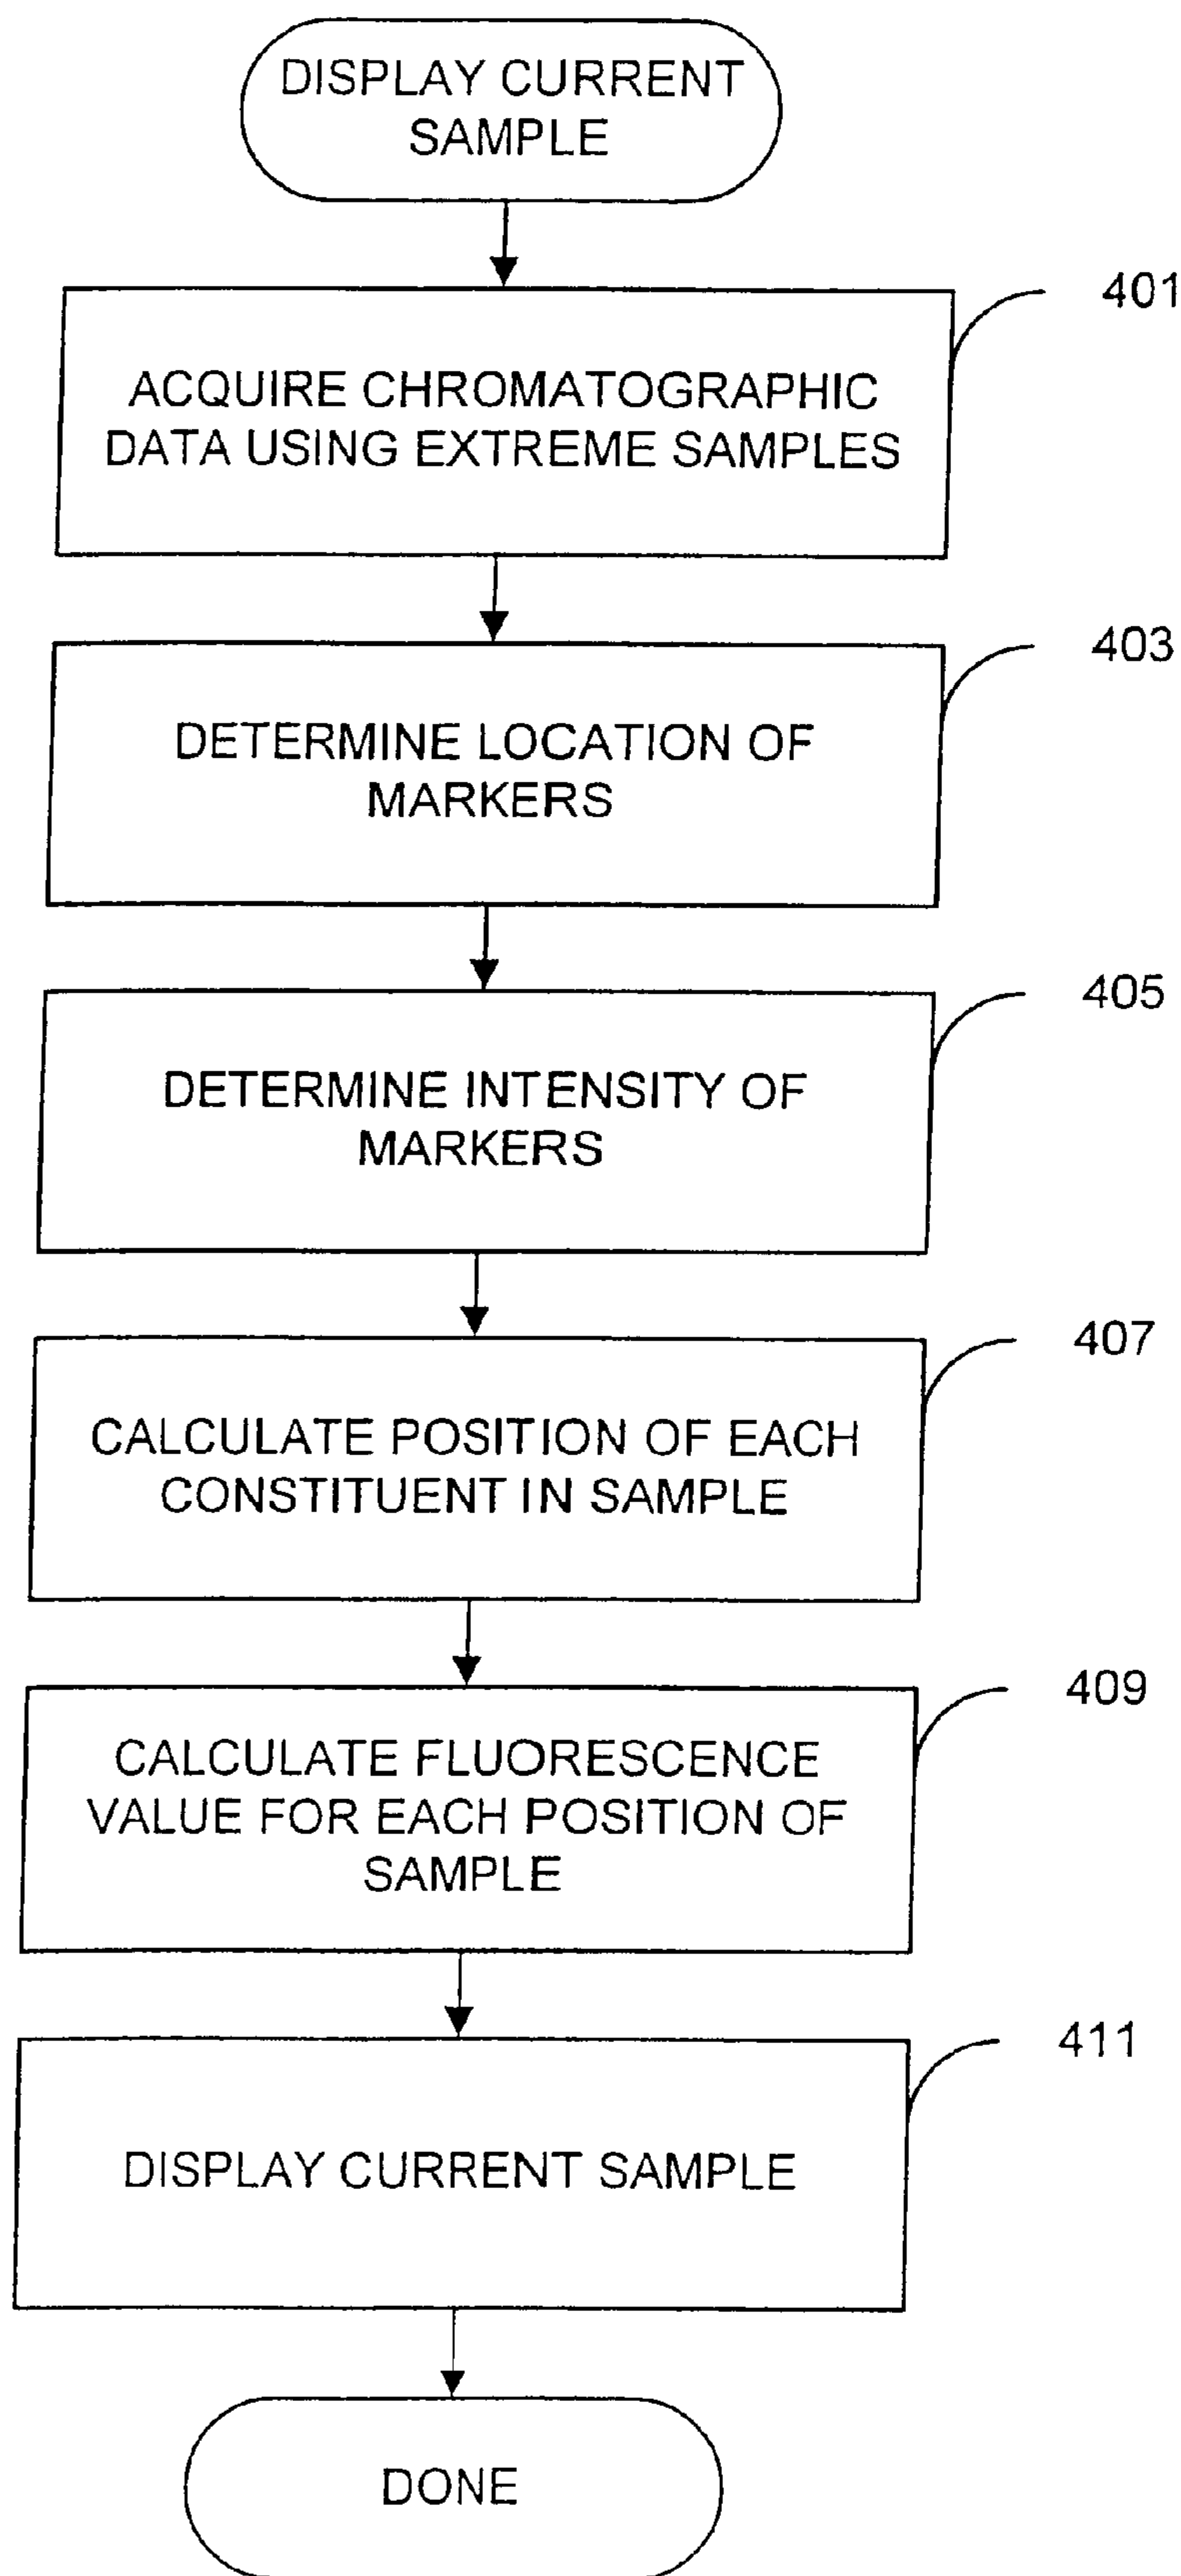 DISPLAY CURRENT
SAMPLE
401
ACQUIRE CHROMATOGRAPHIC
DATA USING EXTREME SAMPLES
403
DETERMINE LOCATION OF
MARKERS
405
DETERMINE INTENSITY OF
MARKERS
407
CALCULATE POSITION OF EACH
CONSTITUENT IN SAMPLE
409
CALCULATE FLUORESCENCE
VALUE FOR EACH POSITION OF
SAMPLE
411
DISPLAY CURRENT SAMPLE
DONE